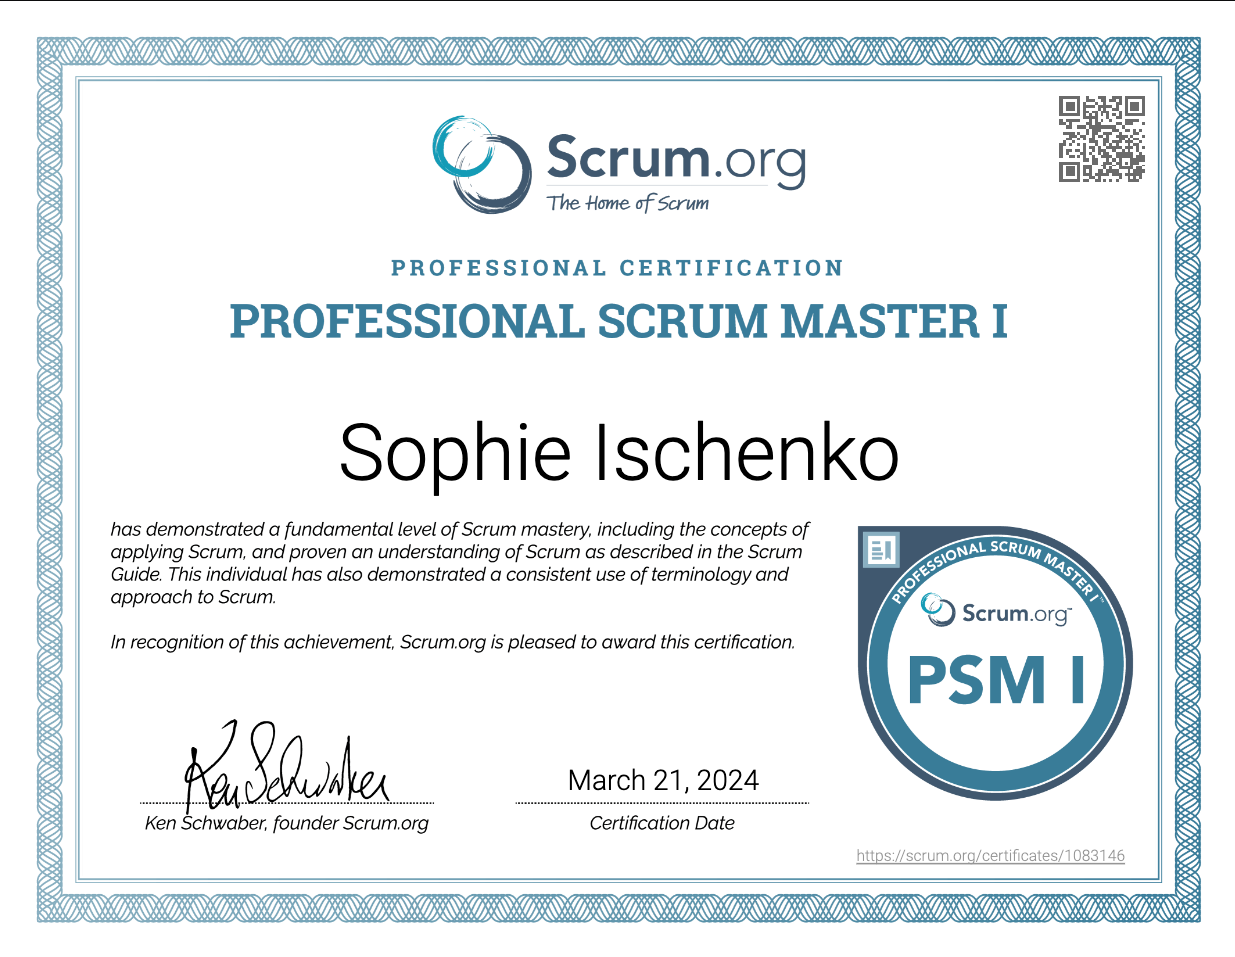 Scrum.org
The Home of Scrum
PROFESSIONAL CERTIFICATION
PROFESSIONAL SCRUM MASTER I
Sophie Ischenko
has demonstrated a fundamental level of Scrum mastery, including the concepts of
applying Scrum, and proven an understanding of Scrum as described in the Scrum
Guide. This individual has also demonstrated a consistent use of terminology and
approach to Scrum.
In recognition of this achievement, Scrum.org is pleased to award this certification.
PROFESSIONAL SCRUM MASTER I™
Scrum.org™
PSM I
Ken Schwaber
March 21, 2024
Ken Schwaber, founder Scrum.org
Certification Date
https://scrum.org/certificates/1083146